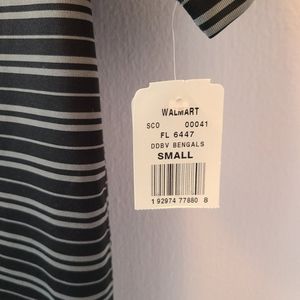 WALMART
SCO 00041
FL 6447
DDBV BENGALS
SMALL
1 92974 77880 8